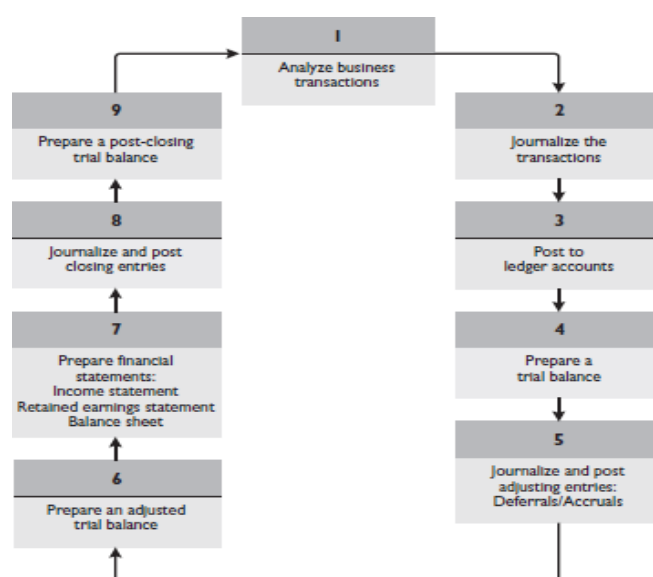 1
Analyze business
transactions
2
Journalize the
transactions
3
Post to
ledger accounts
4
Prepare a
trial balance
5
Journalize and post
adjusting entries:
Deferrals/Accruals
6
Prepare an adjusted
trial balance
7
Prepare financial
statements:
Income statement
Retained earnings statement
Balance sheet
8
Journalize and post
closing entries
9
Prepare a post-closing
trial balance